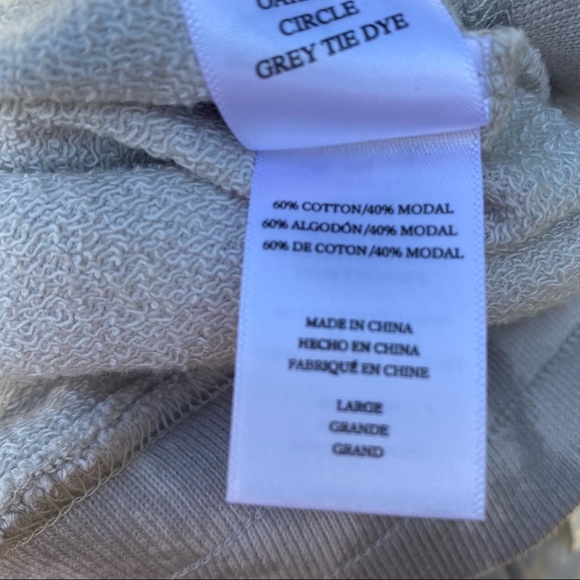 CIRCLE
GREY TIE DYE
60% COTTON/40% MODAL
60% ALGODÓN/40% MODAL
60% DE COTON/40% MODAL
MADE IN CHINA
HECHO EN CHINA
FABRIQUÉ EN CHINE
LARGE
GRANDE
GRAND